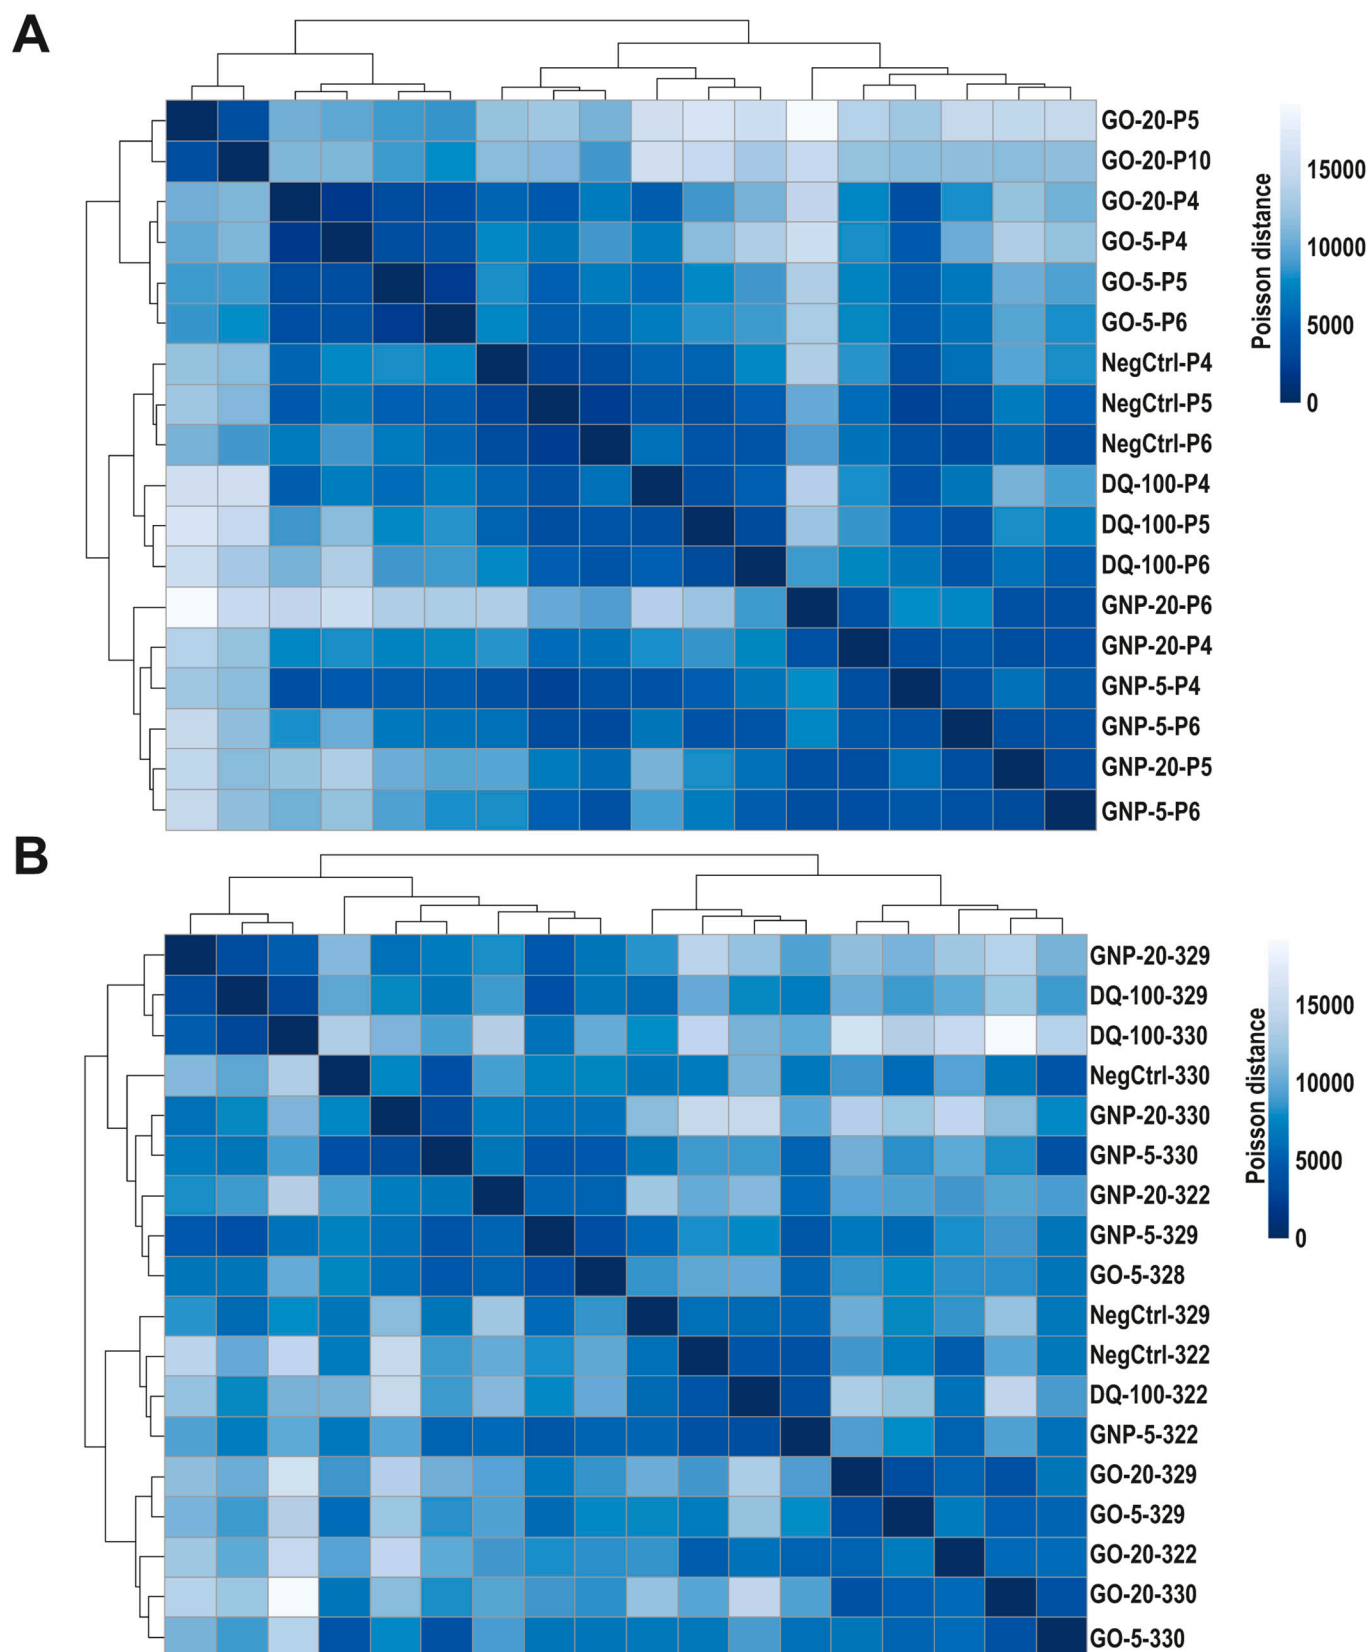 A
GO-20-P5
GO-20-P10
GO-20-P4
GO-5-P4
GO-5-P5
GO-5-P6
NegCtrl-P4
NegCtrl-P5
NegCtrl-P6
DQ-100-P4
DQ-100-P5
DQ-100-P6
GNP-20-P6
GNP-20-P4
GNP-5-P4
GNP-5-P6
GNP-20-P5
GNP-5-P6
Poisson distance
15000
10000
5000
0
B
GNP-20-329
DQ-100-329
DQ-100-330
NegCtrl-330
GNP-20-330
GNP-5-330
GNP-20-322
GNP-5-329
GO-5-328
NegCtrl-329
NegCtrl-322
DQ-100-322
GNP-5-322
GO-20-329
GO-5-329
GO-20-322
GO-20-330
GO-5-330
Poisson distance
15000
10000
5000
0